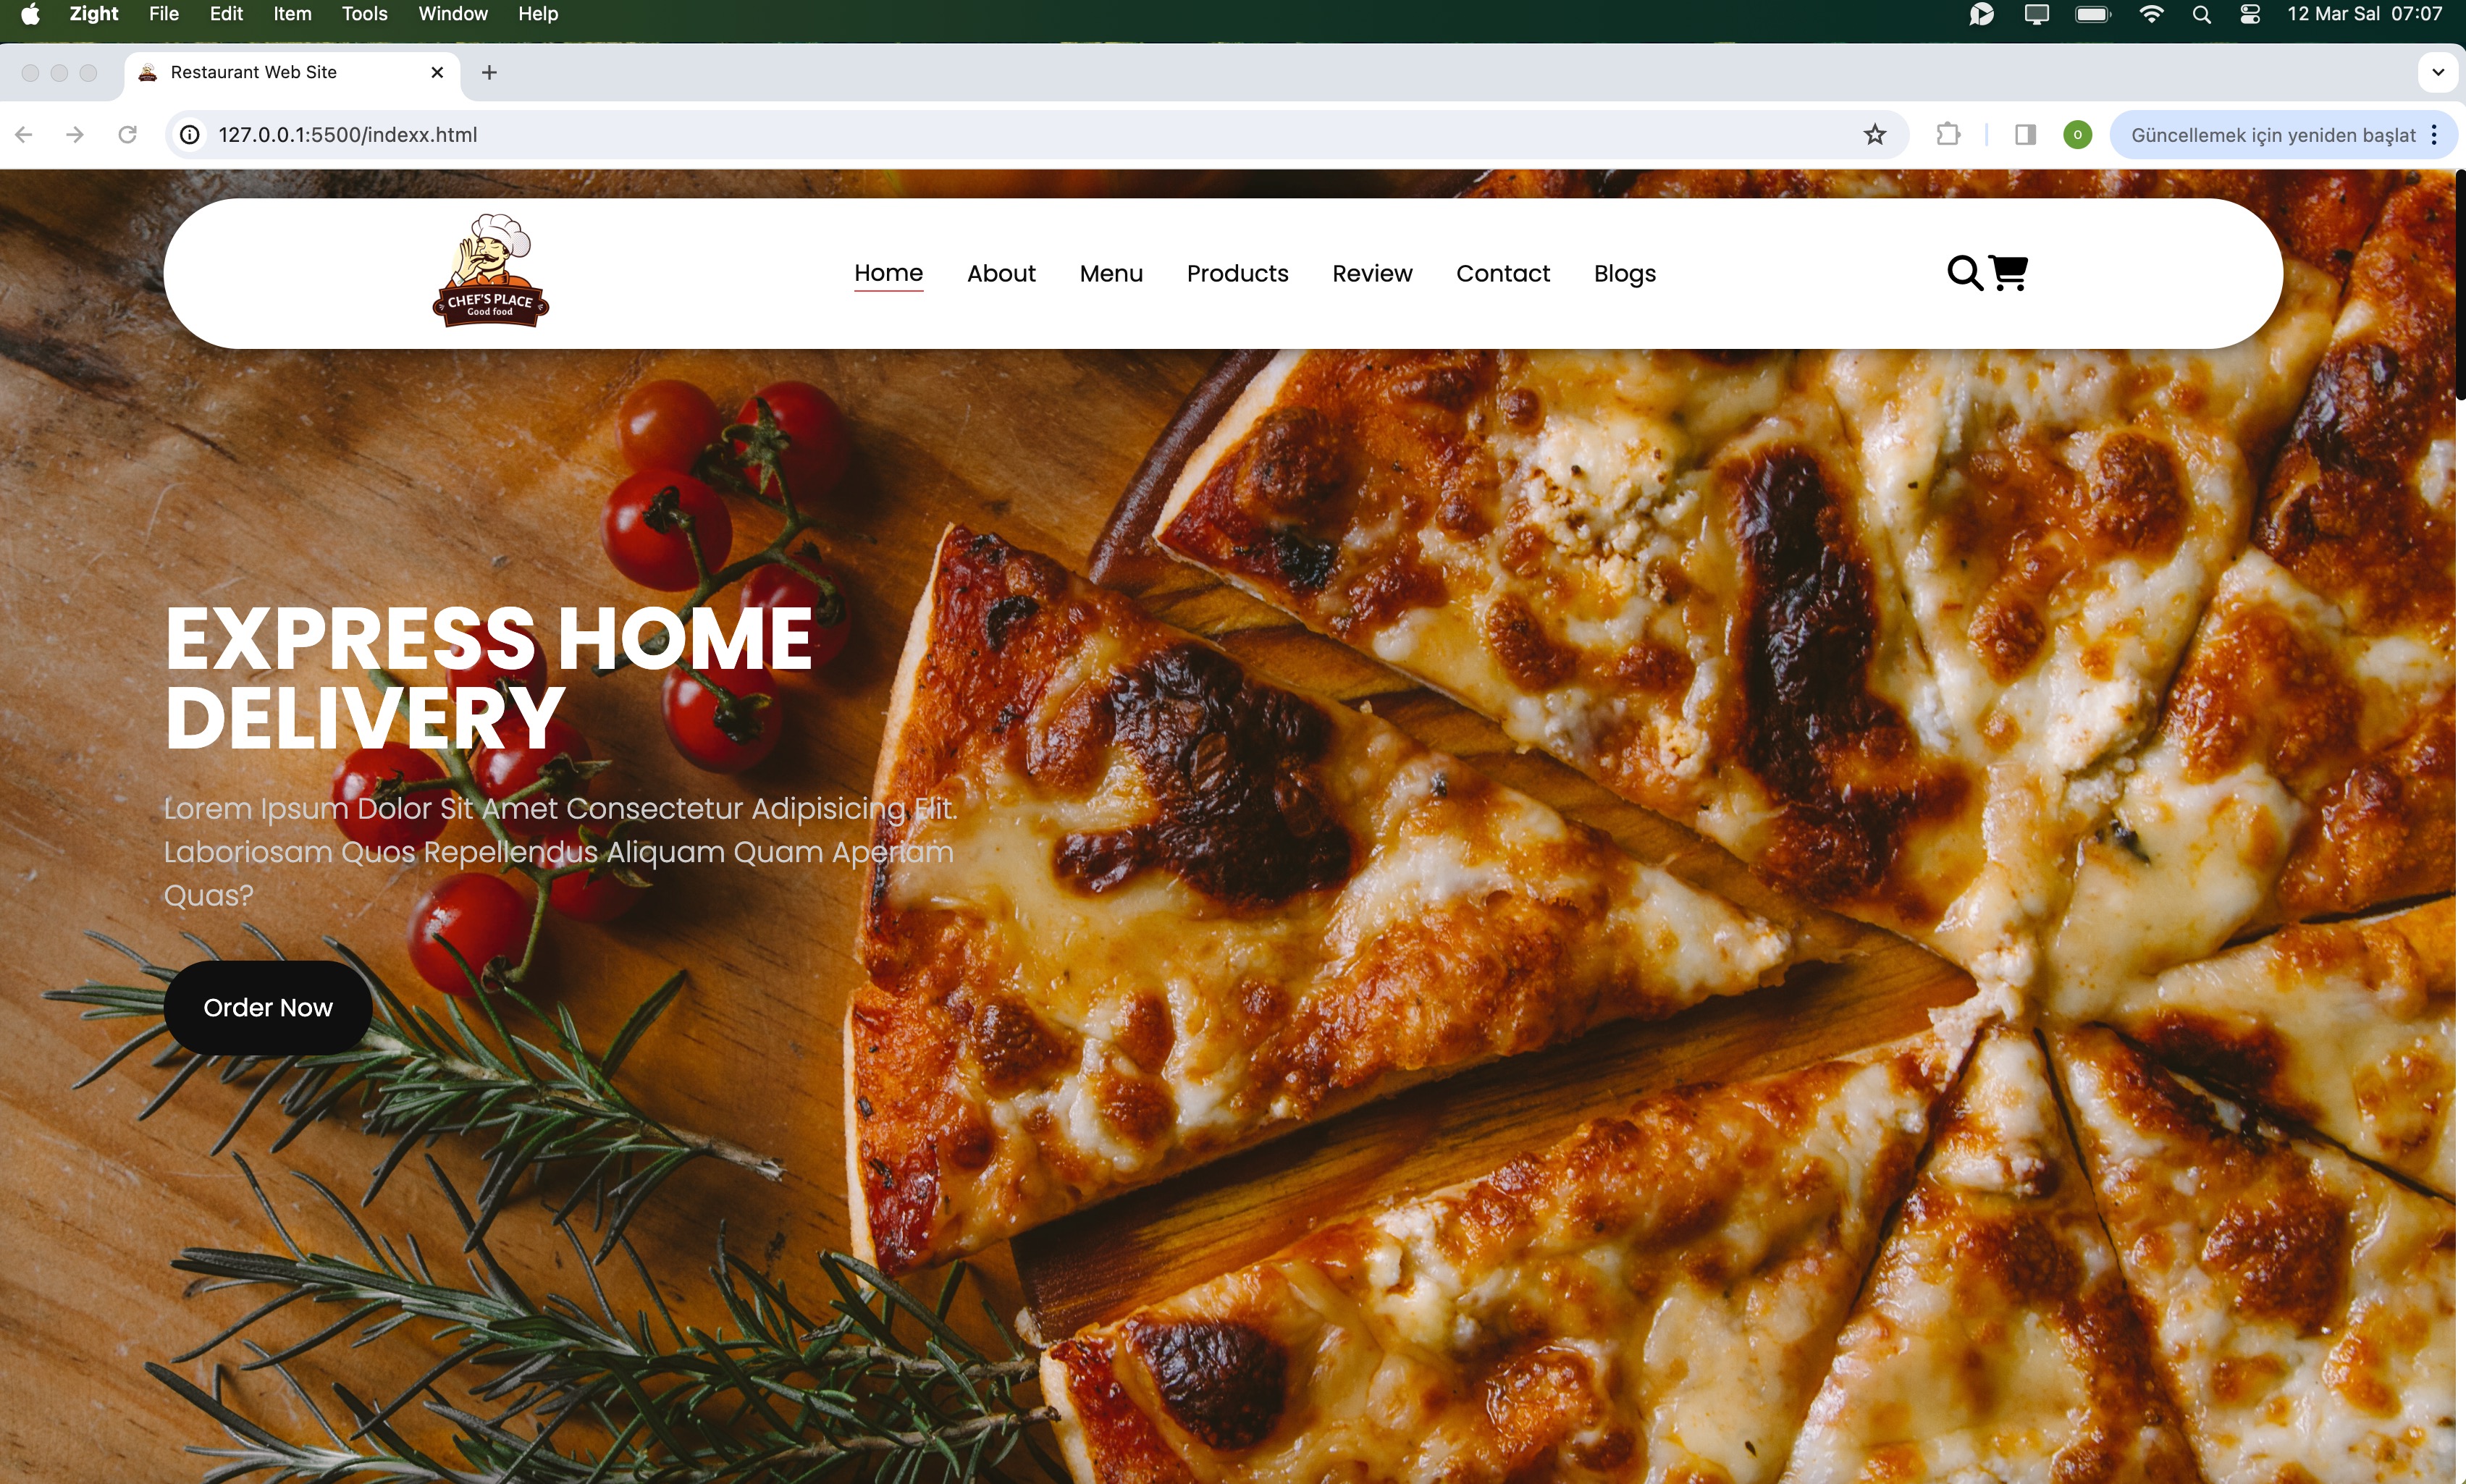 Zight File Edit Item Tools Window Help 12 Mar Sal 07:07
Restaurant Web Site
127.0.0.1:5500/indexx.html
O
Güncellemek için yeniden başlat
CHEF'S PLACE
Good food
Home About Menu Products Review Contact Blogs
EXPRESS HOME
DELIVERY
Lorem Ipsum Dolor Sit Amet Consectetur Adipisicing Elit.
Laboriosam Quos Repellendus Aliquam Quam Aperiam
Quas?
Order Now